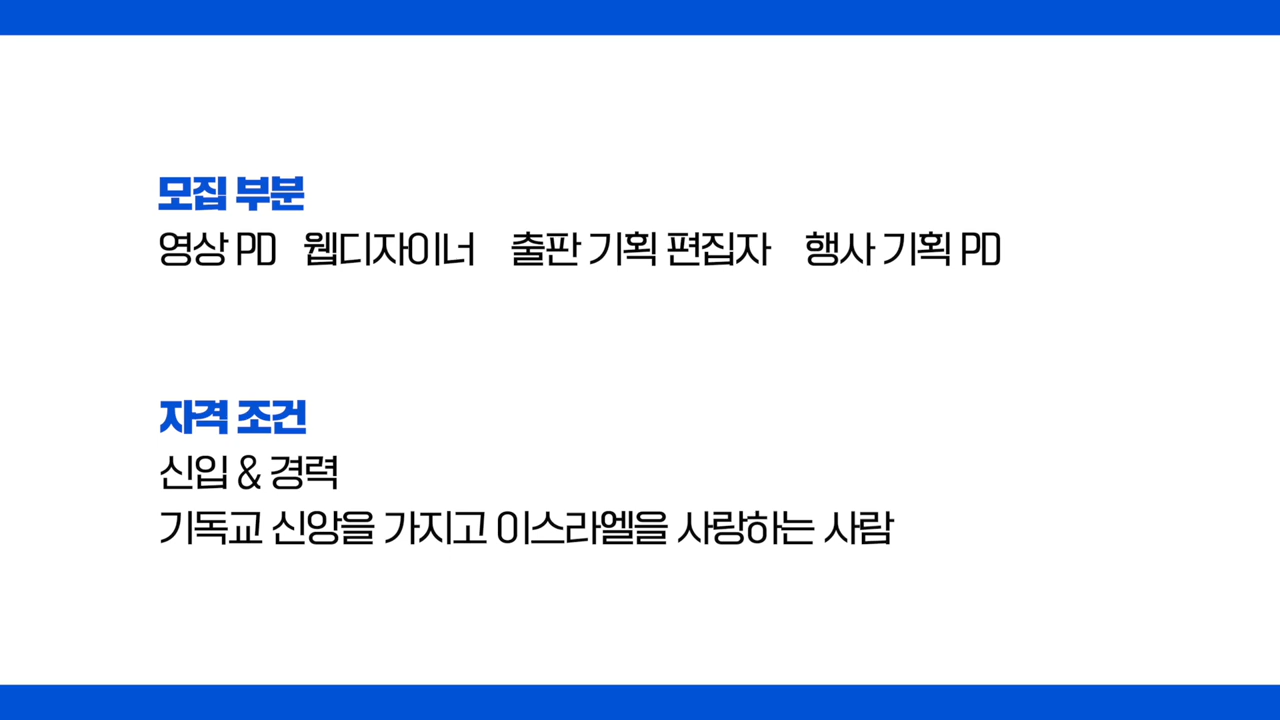 모집 부분
영상 PD 웹디자이너 출판 기획 편집자 행사 기획 PD
자격 조건
신입 & 경력
기독교 신앙을 가지고 이스라엘을 사랑하는 사람